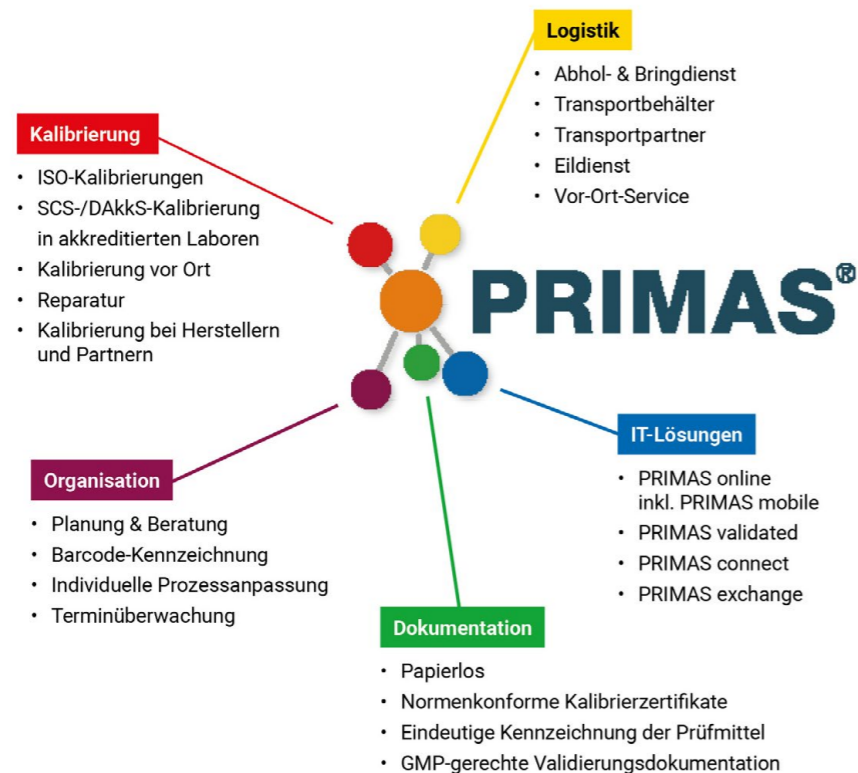 Logistik
• Abhol- & Bringdienst
• Transportbehälter
• Transportpartner
• Eildienst
• Vor-Ort-Service
Kalibrierung
• ISO-Kalibrierungen
• SCS-/DAkkS-Kalibrierung
in akkreditierten Laboren
• Kalibrierung vor Ort
• Reparatur
• Kalibrierung bei Herstellern
und Partnern
PRIMAS®
IT-Lösungen
• PRIMAS online
inkl. PRIMAS mobile
• PRIMAS validated
• PRIMAS connect
• PRIMAS exchange
Organisation
• Planung & Beratung
• Barcode-Kennzeichnung
• Individuelle Prozessanpassung
• Terminüberwachung
Dokumentation
• Papierlos
• Normenkonforme Kalibrierzertifikate
• Eindeutige Kennzeichnung der Prüfmittel
• GMP-gerechte Validierungsdokumentation